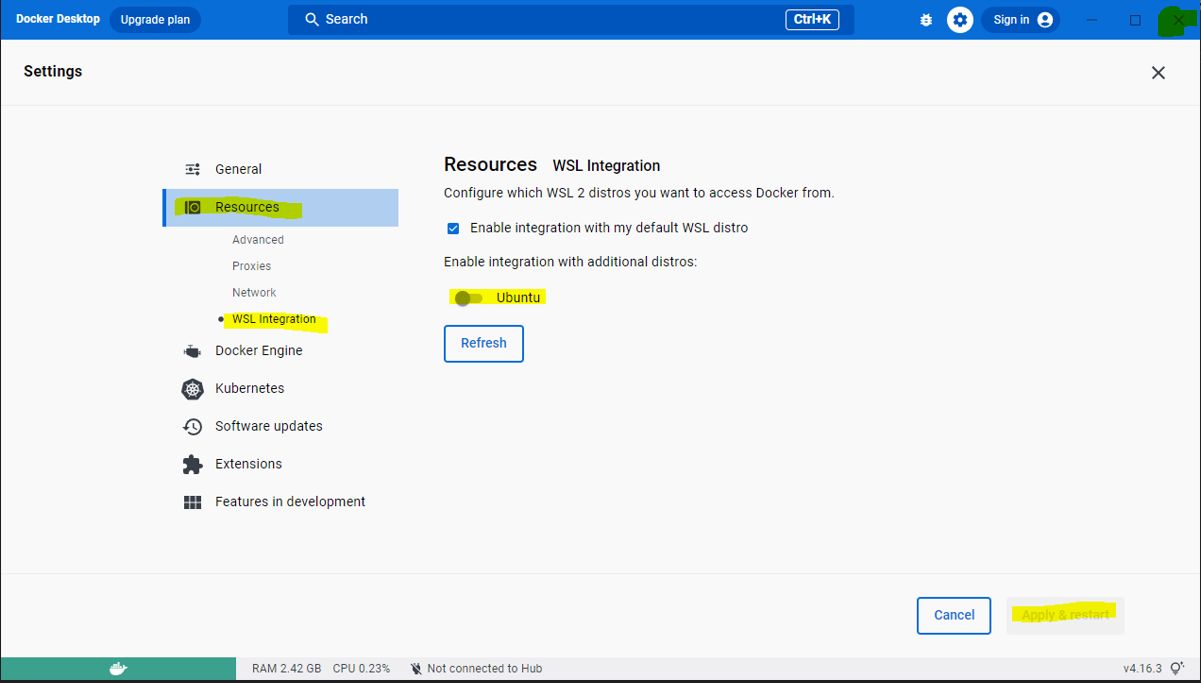 Docker Desktop Upgrade plan Search Ctrl+K Sign in
Settings
General
Resources
Advanced
Proxies
Network
WSL Integration
Docker Engine
Kubernetes
Software updates
Extensions
Features in development
Resources WSL Integration
Configure which WSL 2 distros you want to access Docker from.
Enable integration with my default WSL distro
Enable integration with additional distros:
Ubuntu
Refresh
Cancel Apply & restart
RAM 2.42 GB CPU 0.23% Not connected to Hub v4.16.3